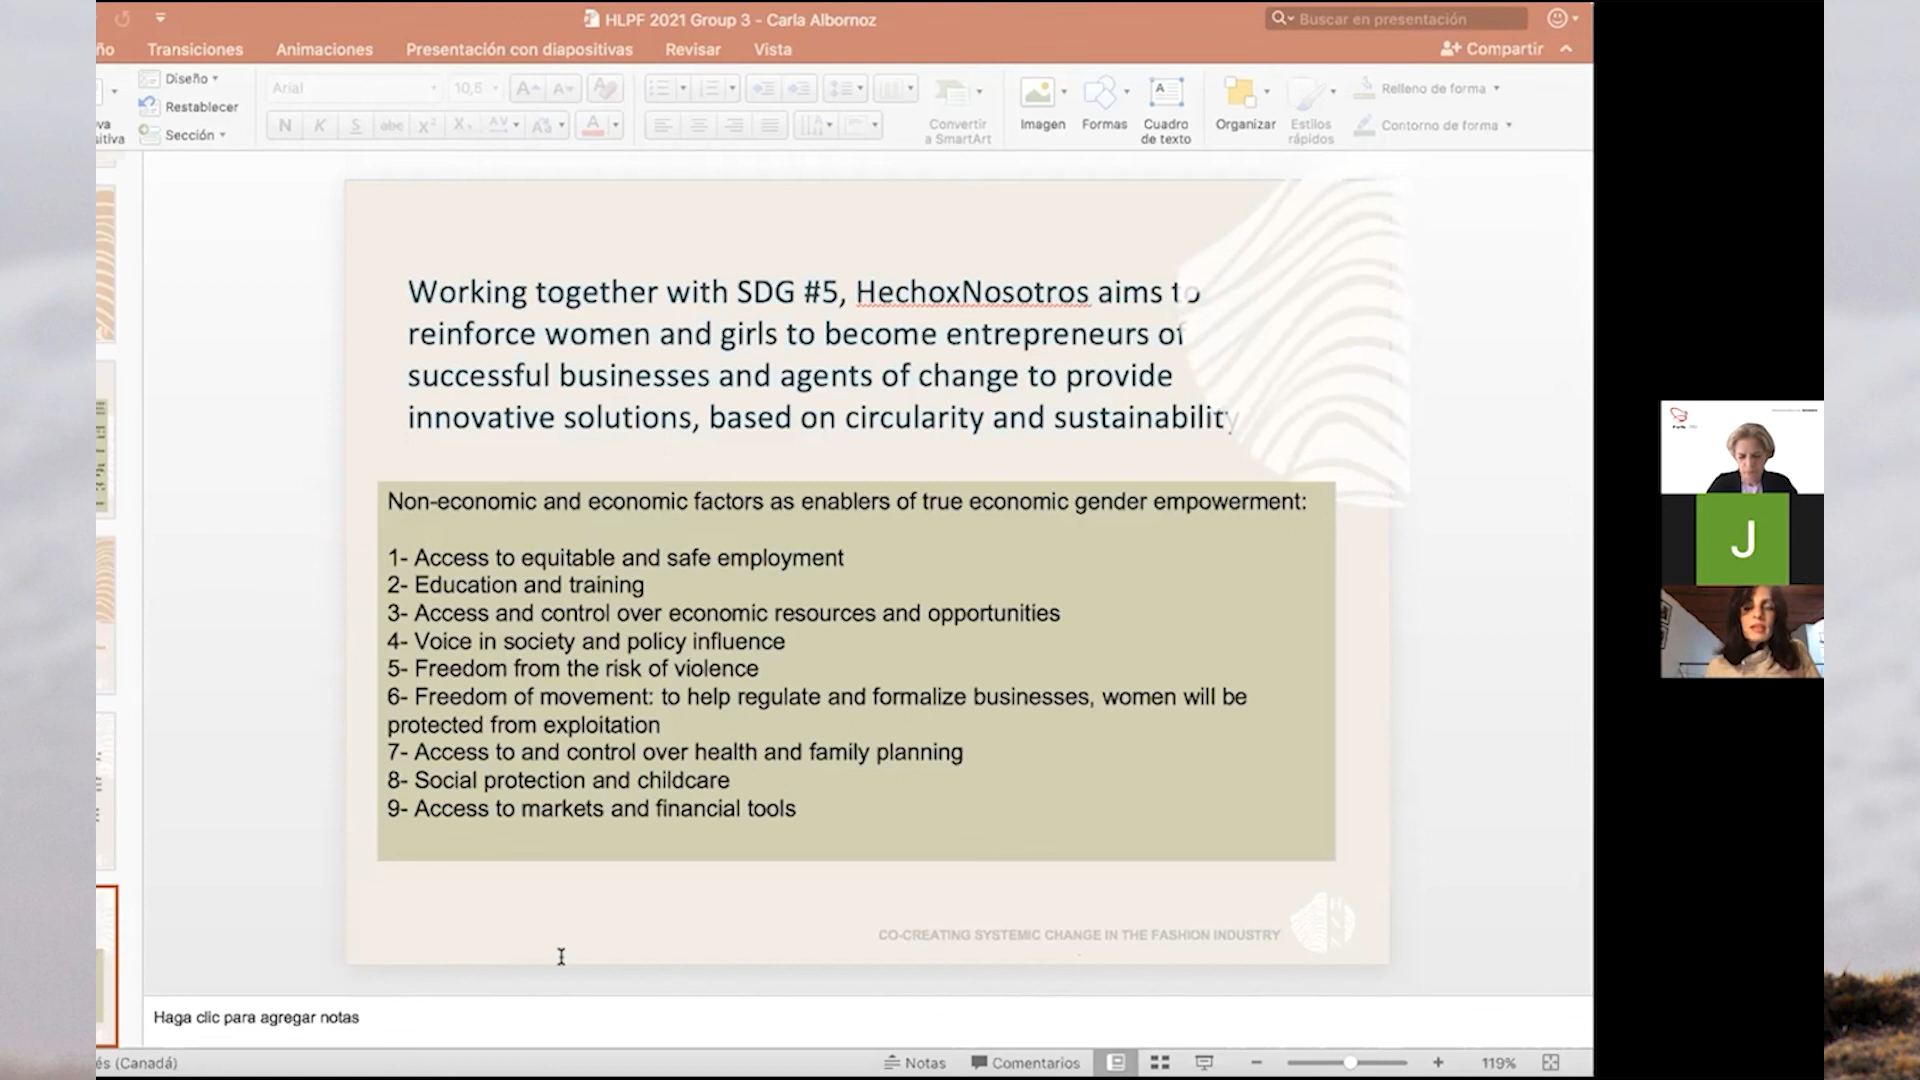 HLPF 2021 Group 3 - Carla Albornoz
Buscar en presentación
ño
Transiciones
Animaciones
Presentación con diapositivas
Revisar
Vista
Compartir
Diseño
Restablecer
Sección
va
sitiva
Arial
10,5
Convertir
a SmartArt
Imagen
Formas
Cuadro
de texto
Organizar
Estilos
rápidos
Relleno de forma
Contorno de forma
Working together with SDG #5, HechoxNosotros aims to
reinforce women and girls to become entrepreneurs of
successful businesses and agents of change to provide
innovative solutions, based on circularity and sustainability
Non-economic and economic factors as enablers of true economic gender empowerment:
1- Access to equitable and safe employment
2- Education and training
3- Access and control over economic resources and opportunities
4- Voice in society and policy influence
5- Freedom from the risk of violence
6- Freedom of movement: to help regulate and formalize businesses, women will be
protected from exploitation
7- Access to and control over health and family planning
8- Social protection and childcare
9- Access to markets and financial tools
CO-CREATING SYSTEMIC CHANGE IN THE FASHION INDUSTRY
J
Haga clic para agregar notas
és (Canadá)
Notas
Comentarios
119%